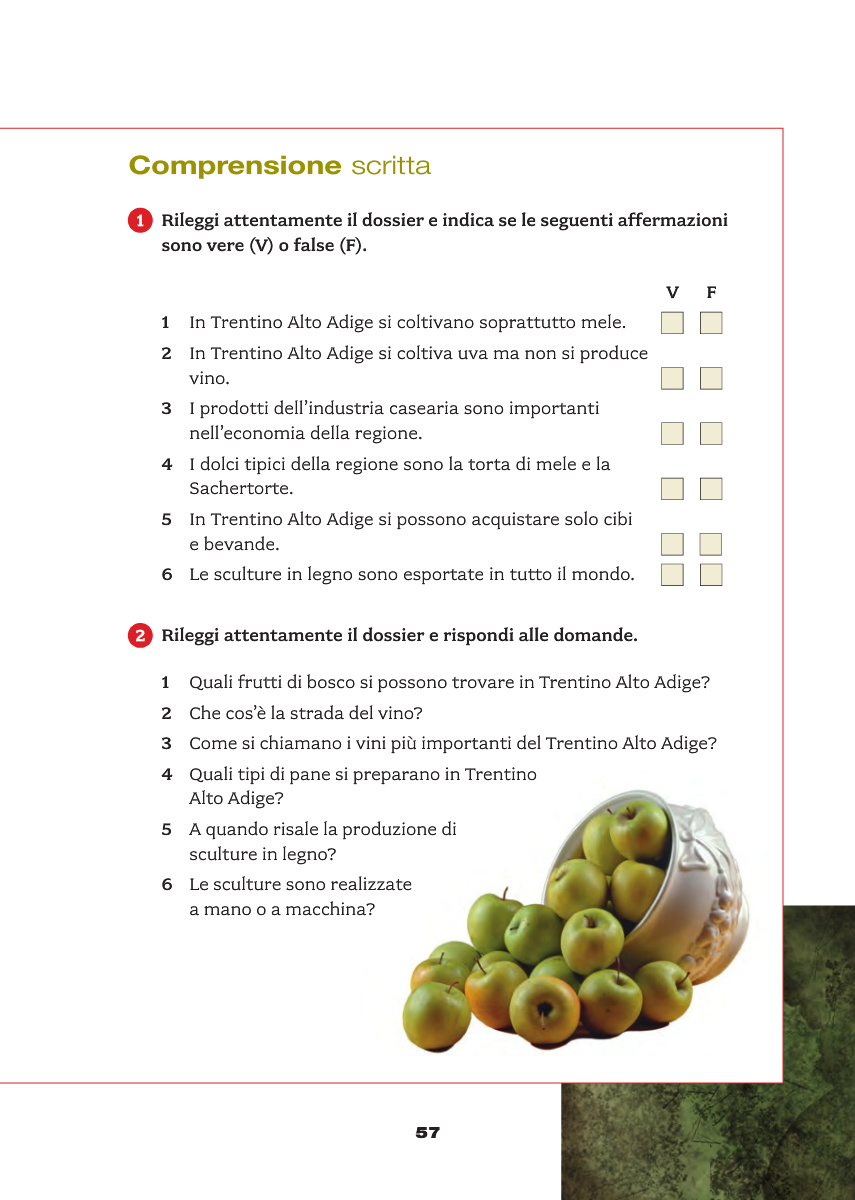 Comprensione scritta
1 Rileggi attentamente il dossier e indica se le seguenti affermazioni
sono vere (V) o false (F).
V F
1 In Trentino Alto Adige si coltivano soprattutto mele.
2 In Trentino Alto Adige si coltiva uva ma non si produce
vino.
3 I prodotti dell’industria casearia sono importanti
nell’economia della regione.
4 I dolci tipici della regione sono la torta di mele e la
Sachertorte.
5 In Trentino Alto Adige si possono acquistare solo cibi
e bevande.
6 Le sculture in legno sono esportate in tutto il mondo.
2 Rileggi attentamente il dossier e rispondi alle domande.
1 Quali frutti di bosco si possono trovare in Trentino Alto Adige?
2 Che cos’è la strada del vino?
3 Come si chiamano i vini più importanti del Trentino Alto Adige?
4 Quali tipi di pane si preparano in Trentino
Alto Adige?
5 A quando risale la produzione di
sculture in legno?
6 Le sculture sono realizzate
a mano o a macchina?
57